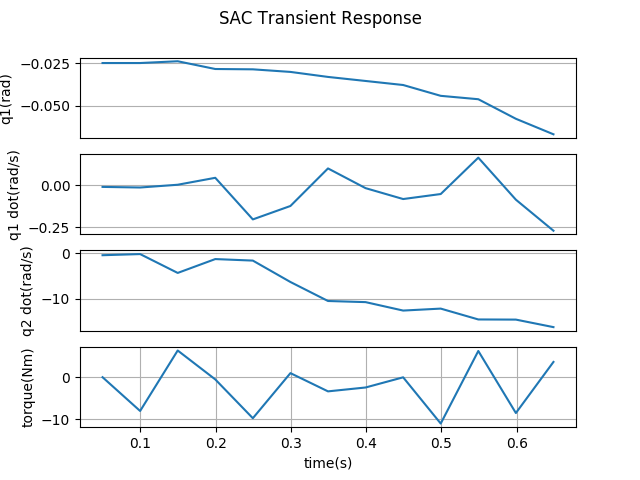 SAC Transient Response
q1(rad)
−0.025
−0.050
q1 dot(rad/s)
0.00
−0.25
q2 dot(rad/s)
0
−10
torque(Nm)
0
−10
0.1 0.2 0.3 0.4 0.5 0.6
time(s)